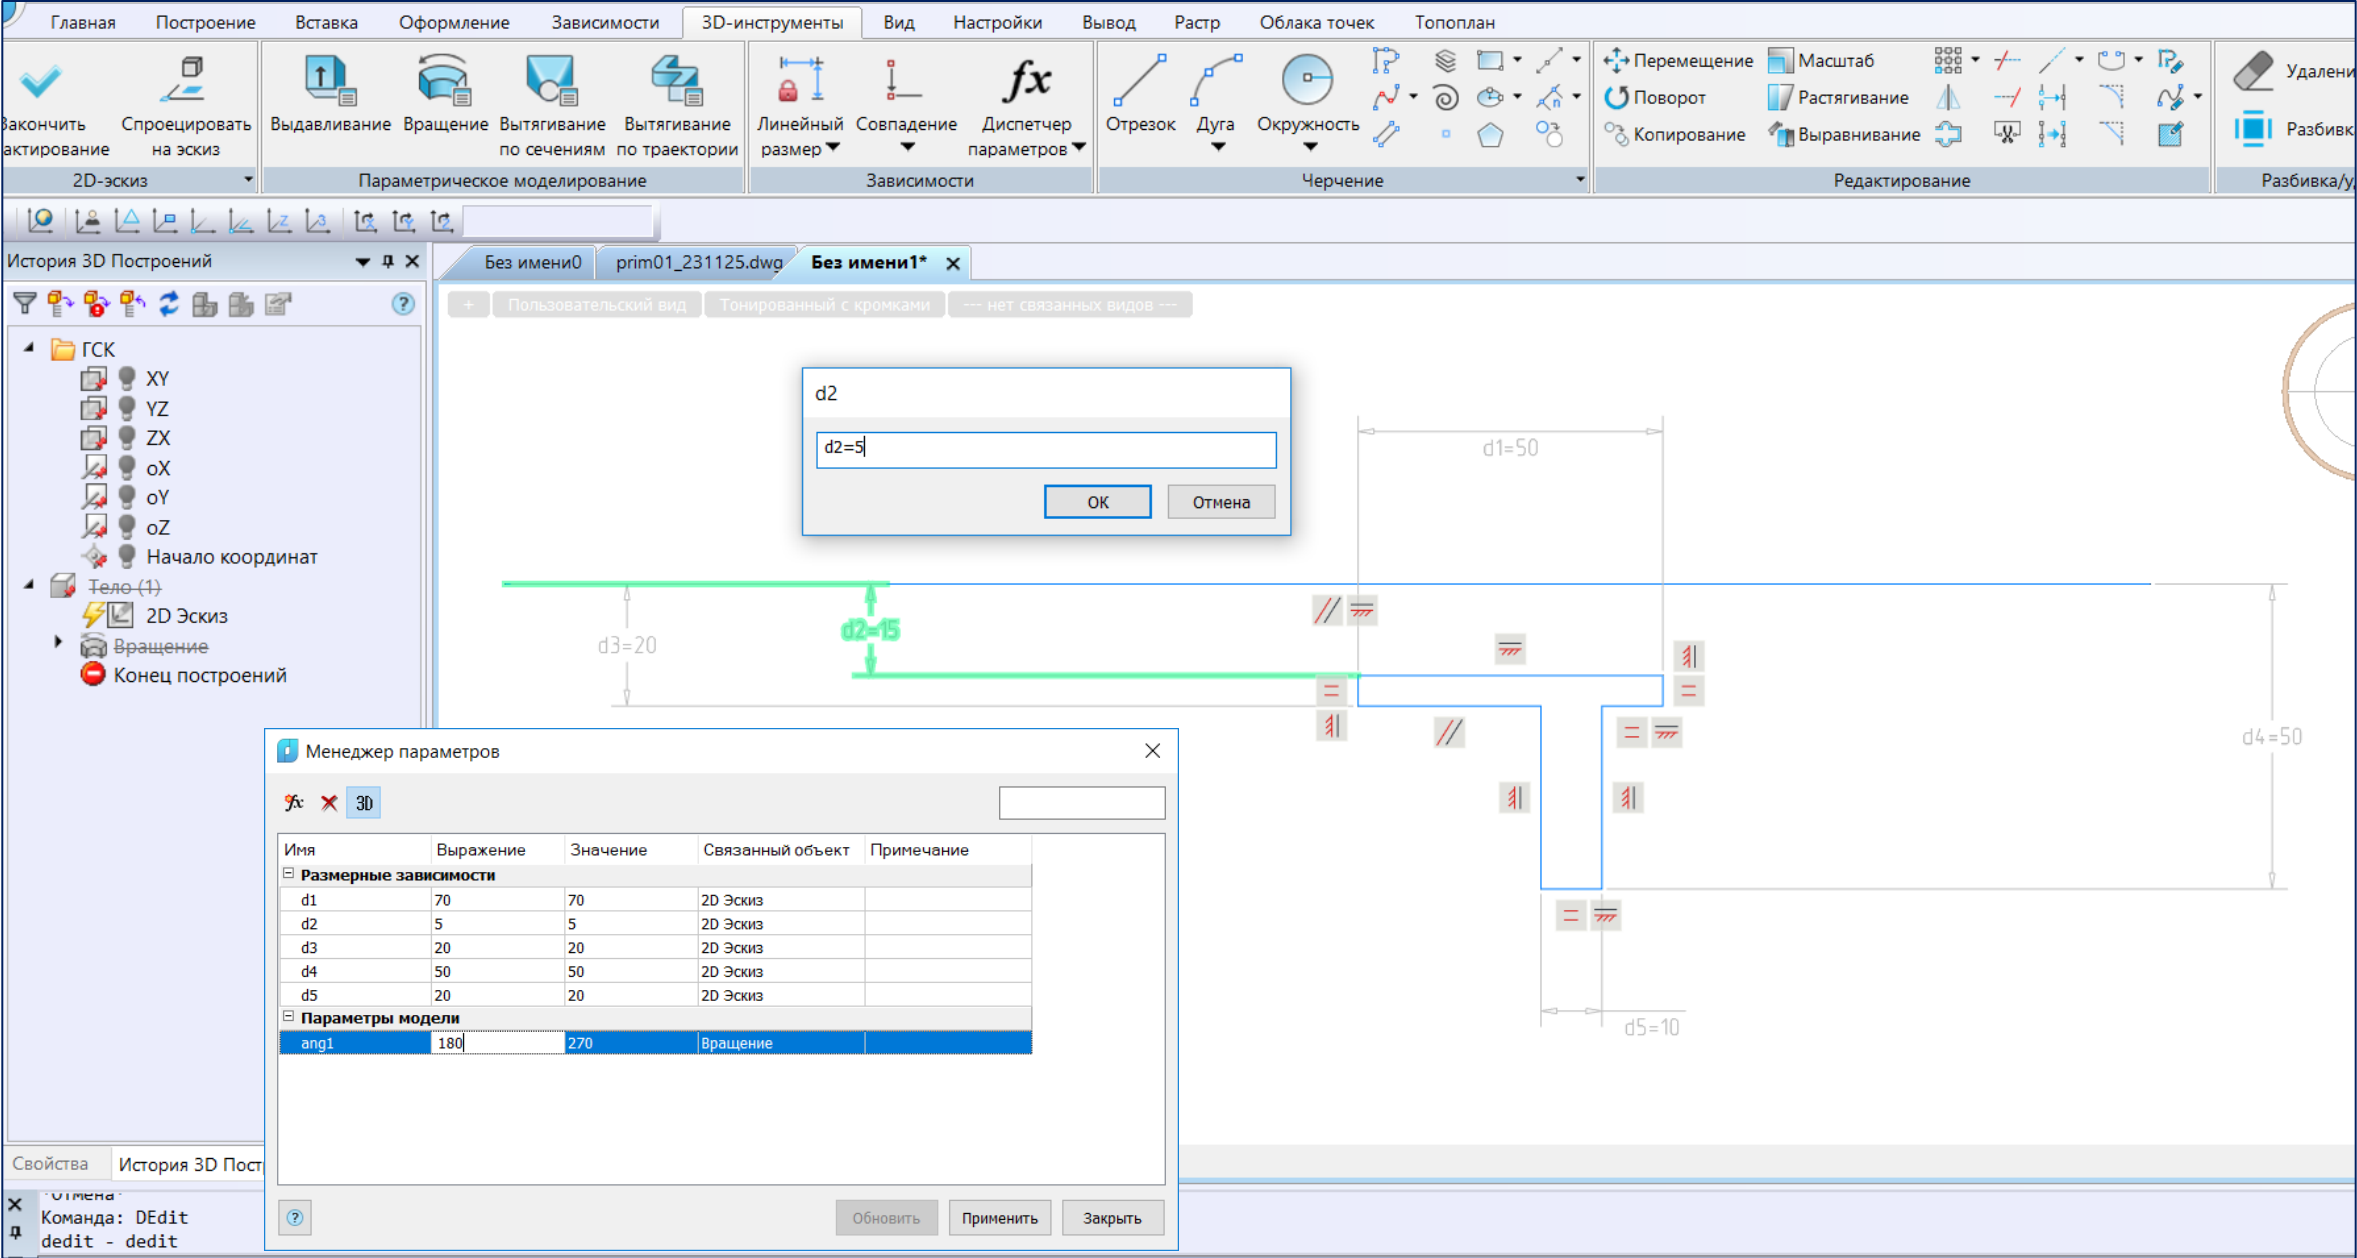 Главная Построение Вставка Оформление Зависимости 3D-инструменты Вид Настройки Вывод Растр Облака точек Топоплан
Спроецировать на эскиз
2D-эскиз
Выдавливание Вращение Вытягивание по сечениям Вытягивание по траектории
Параметрическое моделирование
Линейный размер Совпадение fx Диспетчер параметров
Зависимости
Отрезок Дуга Окружность
Черчение
Перемещение Масштаб
Поворот Растягивание
Копирование Выравнивание
Редактирование
История 3D Построений
Без имени0 prim01_231125.dwg Без имени1*
+ Пользовательский вид Тонированный с кромками --- нет связанных видов ---
ГСК
XY
YZ
ZX
oX
oY
oZ
Начало координат
Тело (1)
2D Эскиз
Вращение
Конец построений
d2
d2=5
ОК Отмена
d1=50
d3=20
d2=15
d4=50
d5=10
Менеджер параметров
fx 3D
Имя Выражение Значение Связанный объект Примечание
Размерные зависимости
d1 70 70 2D Эскиз
d2 5 5 2D Эскиз
d3 20 20 2D Эскиз
d4 50 50 2D Эскиз
d5 20 20 2D Эскиз
Параметры модели
ang1 180 270 Вращение
? Обновить Применить Закрыть
Свойства История 3D Пост
Команда: DEdit
dedit - dedit